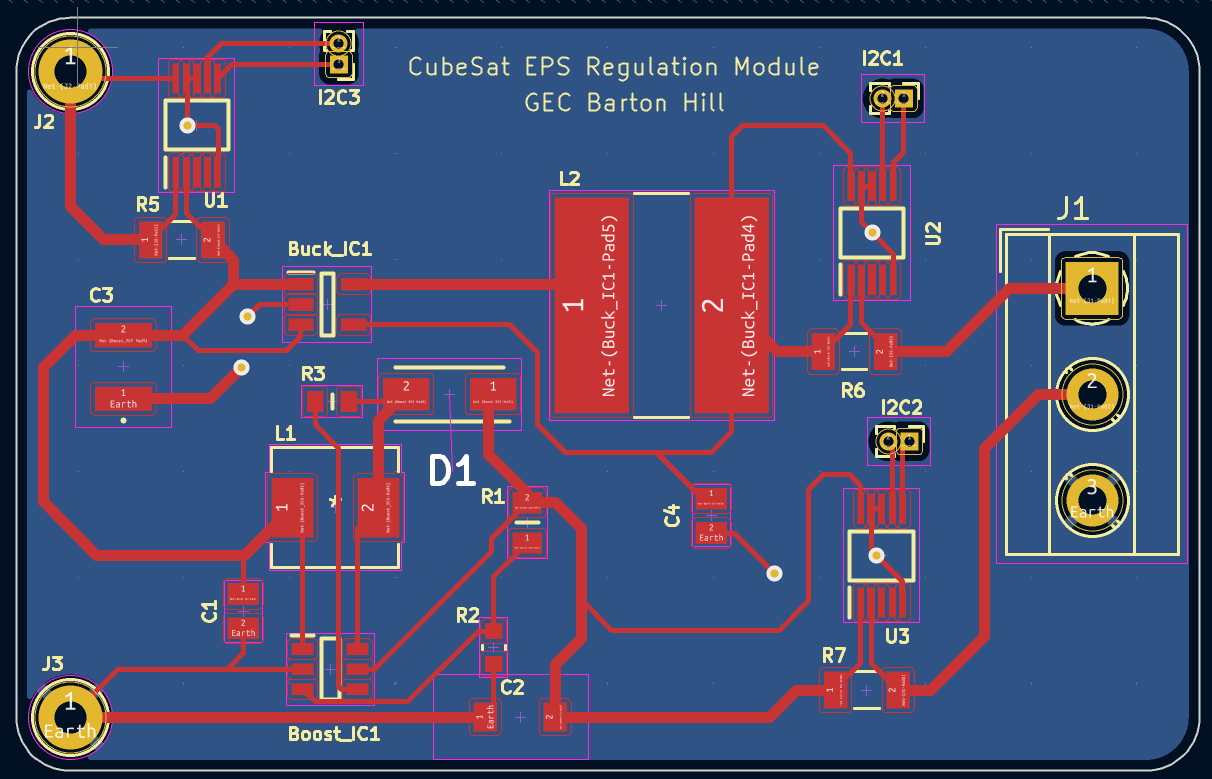 CubeSat EPS Regulation Module
GEC Barton Hill
I2C3
I2C1
1
Net-(J2-Pad1)
J2
U1
R5
1
2
L2
U2
J1
Buck_IC1
C3
2
1
Earth
1
Net-(Buck_IC1-Pad5)
2
Net-(Buck_IC1-Pad4)
1
Net-(J1-Pad1)
1
2
R6
R3
2
1
2
I2C2
L1
D1
1
2
*
R1
2
1
C4
1
2
Earth
3
Earth
C1
1
2
Earth
R2
U3
R7
J3
1
Earth
Boost_IC1
C2
1
Earth
2
1
2